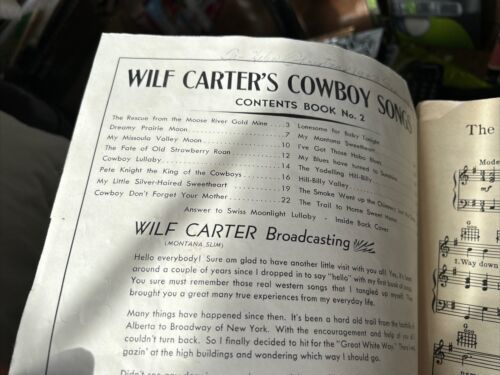 WILF CARTER'S COWBOY SONGS
CONTENTS BOOK No. 2
The Rescue from the Moose River Gold Mine . . . 3
Dreamy Prairie Moon . . . 7
My Missoula Valley Moon . . . 10
The Fate of Old Strawberry Roan . . . 12
Cowboy Lullaby . . . 14
Pete Knight the King of the Cowboys . . . 16
My Little Silver-Haired Sweetheart . . . 19
Cowboy Don't Forget Your Mother . . . 22
Lonesome for Baby Tonight
My Montana Sweetheart
I've Got Those Hobo Blues
My Blues have turned to Sunshine
The Yodelling Hill-Billy
Hill-Billy Valley
The Smoke Went Up the Chimney Just the Same
The Trail to Home Sweet Home
Answer to Swiss Moonlight Lullaby - Inside Back Cover
WILF CARTER Broadcasting
(MONTANA SLIM)
Hello everybody! Sure am glad to have another little visit with you all! Yes, it's been
around a couple of years since I dropped in to say "hello" with my first book of songs.
You sure must remember those real western songs that I tangled up myself. They
brought you a great many true experiences from my everyday life.
Many things have happened since then. It's been a hard old trail from the foothills of
Alberta to Broadway of New York. With the encouragement and help of you all I
couldn't turn back. So I finally decided to hit for the "Great White Way." There I was
gazin' at the high buildings and wondering which way I should go.
The
Mode
mf
1. Way down